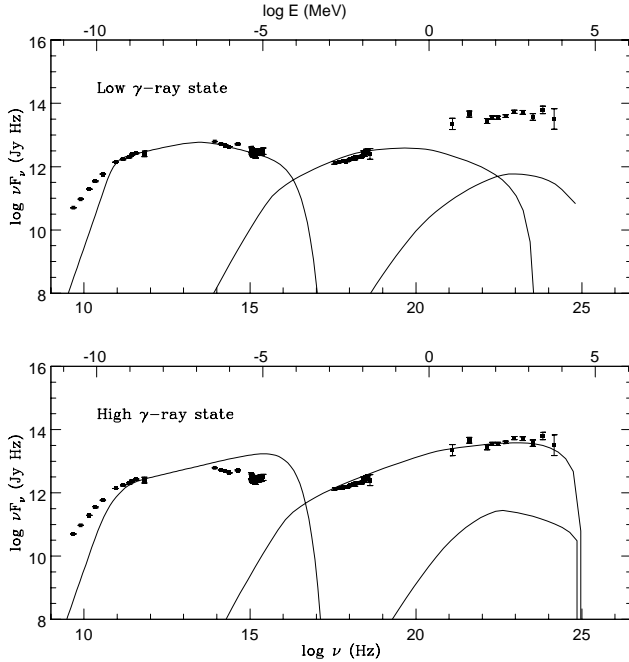 log E (MeV)
-10 -5 0 5
16
14
12
10
8
log νFν (Jy Hz)
Low γ-ray state
10 15 20 25
-10 -5 0 5
16
14
12
10
8
log νFν (Jy Hz)
High γ-ray state
10 15 20 25
log ν (Hz)